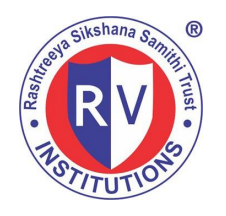 Rashtreeya Sikshana Samithi Trust
®
RV
• INSTITUTIONS •